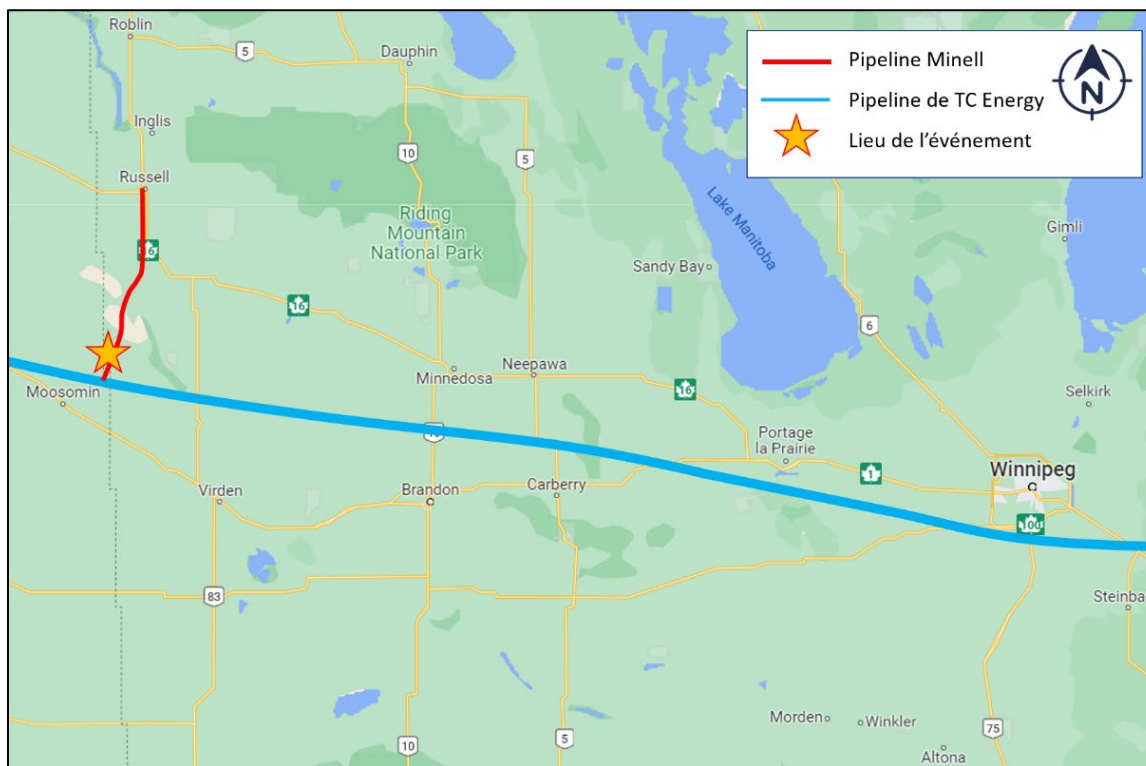 Roblin
5
Dauphin
Pipeline Minell
Pipeline de TC Energy
Lieu de l'événement
N
Inglis
10
5
Russell
Riding
Mountain
National Park
Lake Manitoba
Gimli
Sandy Bay
16
16
6
Moosomin
Minnedosa
Neepawa
16
Selkirk
Portage
la Prairie
1
Winnipeg
Virden
Brandon
Carberry
100
83
Steinba
Morden
Winkler
75
Altona
10
5